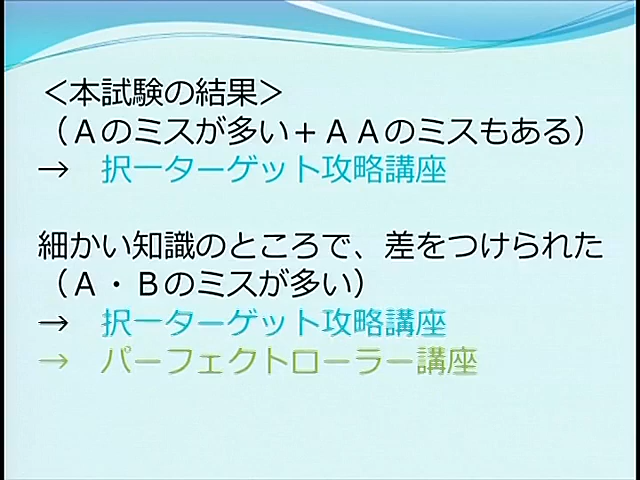 ＜本試験の結果＞
（Ａのミスが多い＋ＡＡのミスもある）
→　択一ターゲット攻略講座
細かい知識のところで、差をつけられた
（Ａ・Ｂのミスが多い）
→　択一ターゲット攻略講座
→　パーフェクトローラー講座